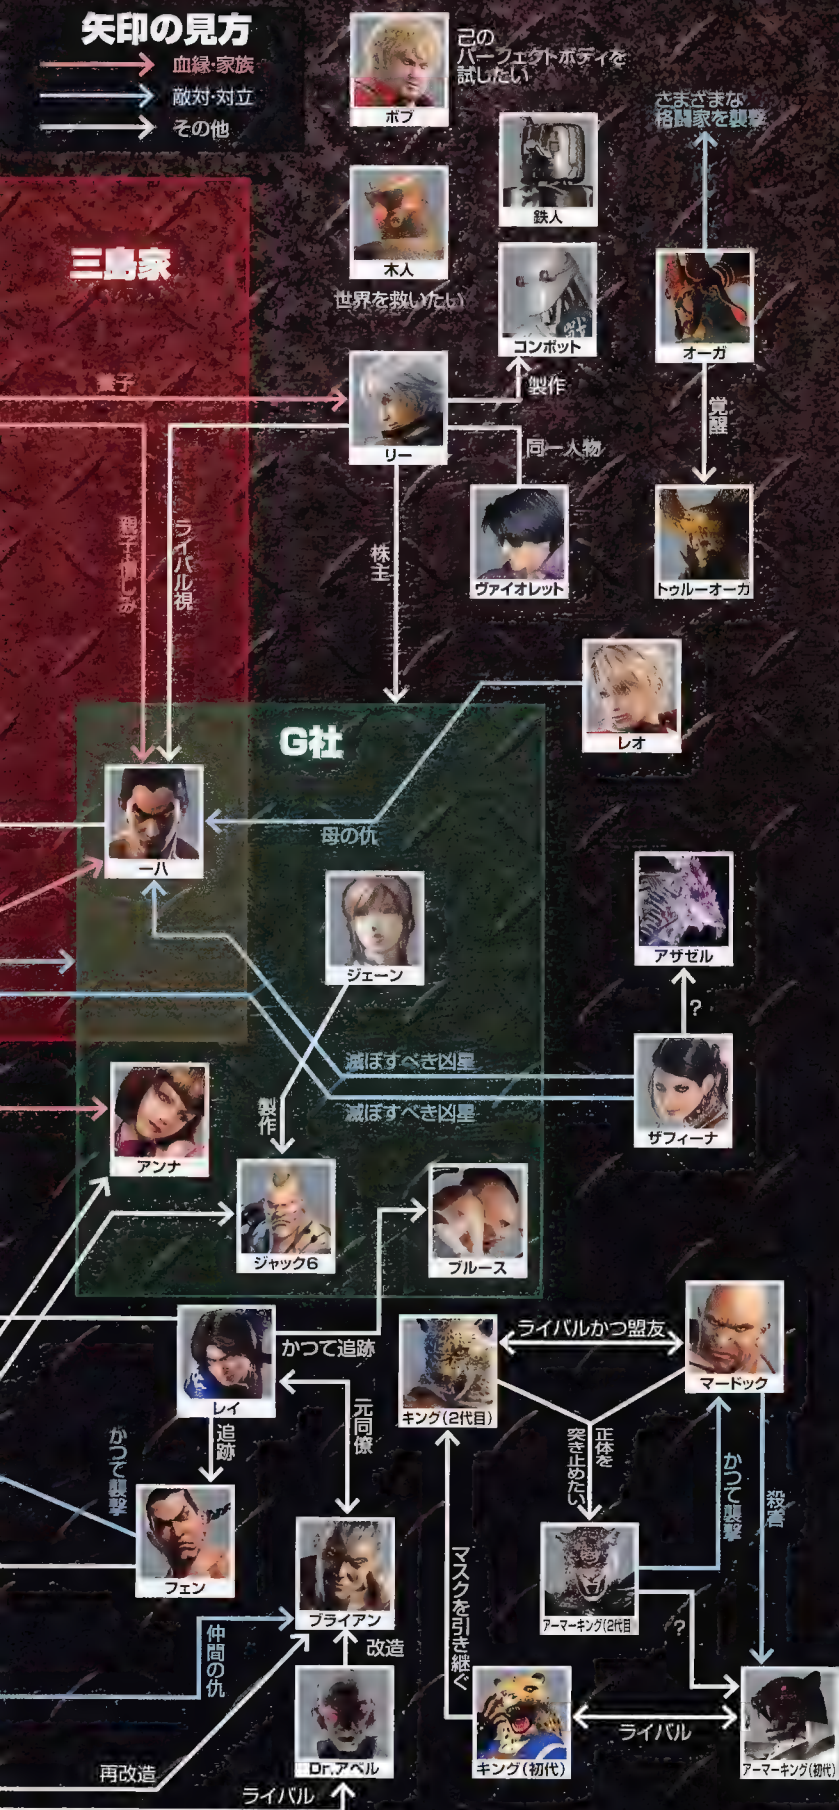 矢印の見方
血縁・家族
敵対・対立
その他
ボブ
己の
パーフェクトボディを
試したい
さまざまな
格闘家を襲撃
鉄人
木人
三島家
世界を救いたい
コンボット
オーガ
養子
製作
覚醒
リー
同一人物
ヴァイオレット
トゥルーオーガ
親子・憎しみ
ライバル視
株主
レオ
G社
母の仇
一八
ジェーン
アザゼル
?
滅ぼすべき凶星
滅ぼすべき凶星
ザフィーナ
製作
アンナ
ジャック6
ブルース
かつて追跡
ライバルかつ盟友
マードック
レイ
キング(2代目)
追跡
元同僚
正体を
突き止めたい
かつて襲撃
かつて襲撃
殺害
フェン
ブライアン
アーマーキング(2代目
マスクを引き継ぐ
?
仲間の仇
改造
Dr.アベル
キング(初代)
ライバル
アーマーキング(初代)
再改造
ライバル